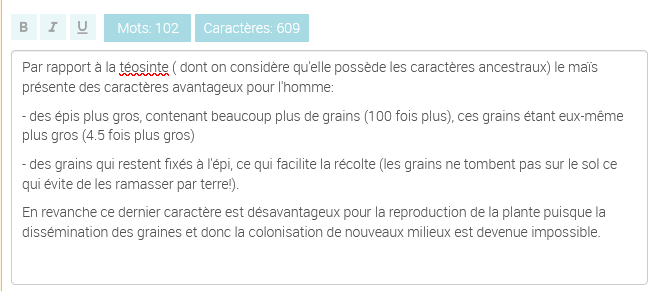 B I U Mots: 102 Caractères: 609
Par rapport à la téosinte ( dont on considère qu'elle possède les caractères ancestraux) le maïs
présente des caractères avantageux pour l'homme:
- des épis plus gros, contenant beaucoup plus de grains (100 fois plus), ces grains étant eux-même
plus gros (4.5 fois plus gros)
- des grains qui restent fixés à l'épi, ce qui facilite la récolte (les grains ne tombent pas sur le sol ce
qui évite de les ramasser par terre!).
En revanche ce dernier caractère est désavantageux pour la reproduction de la plante puisque la
dissémination des graines et donc la colonisation de nouveaux milieux est devenue impossible.